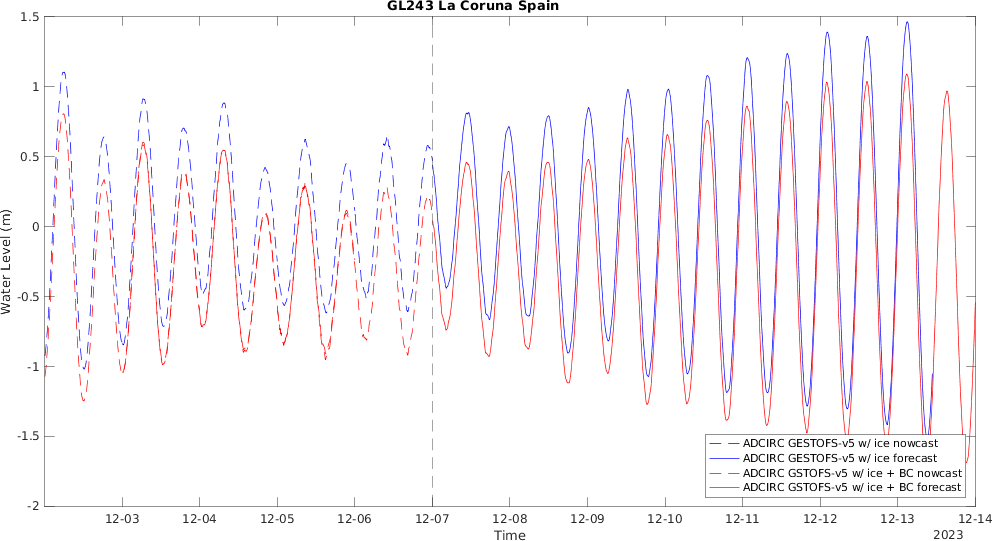 GL243 La Coruna Spain
1.5
1
0.5
0
-0.5
-1
-1.5
-2
Water Level (m)
ADCIRC GESTOFS-v5 w/ ice nowcast
ADCIRC GESTOFS-v5 w/ ice forecast
ADCIRC GSTOFS-v5 w/ ice + BC nowcast
ADCIRC GSTOFS-v5 w/ ice + BC forecast
12-03 12-04 12-05 12-06 12-07 12-08 12-09 12-10 12-11 12-12 12-13 12-14
Time
2023